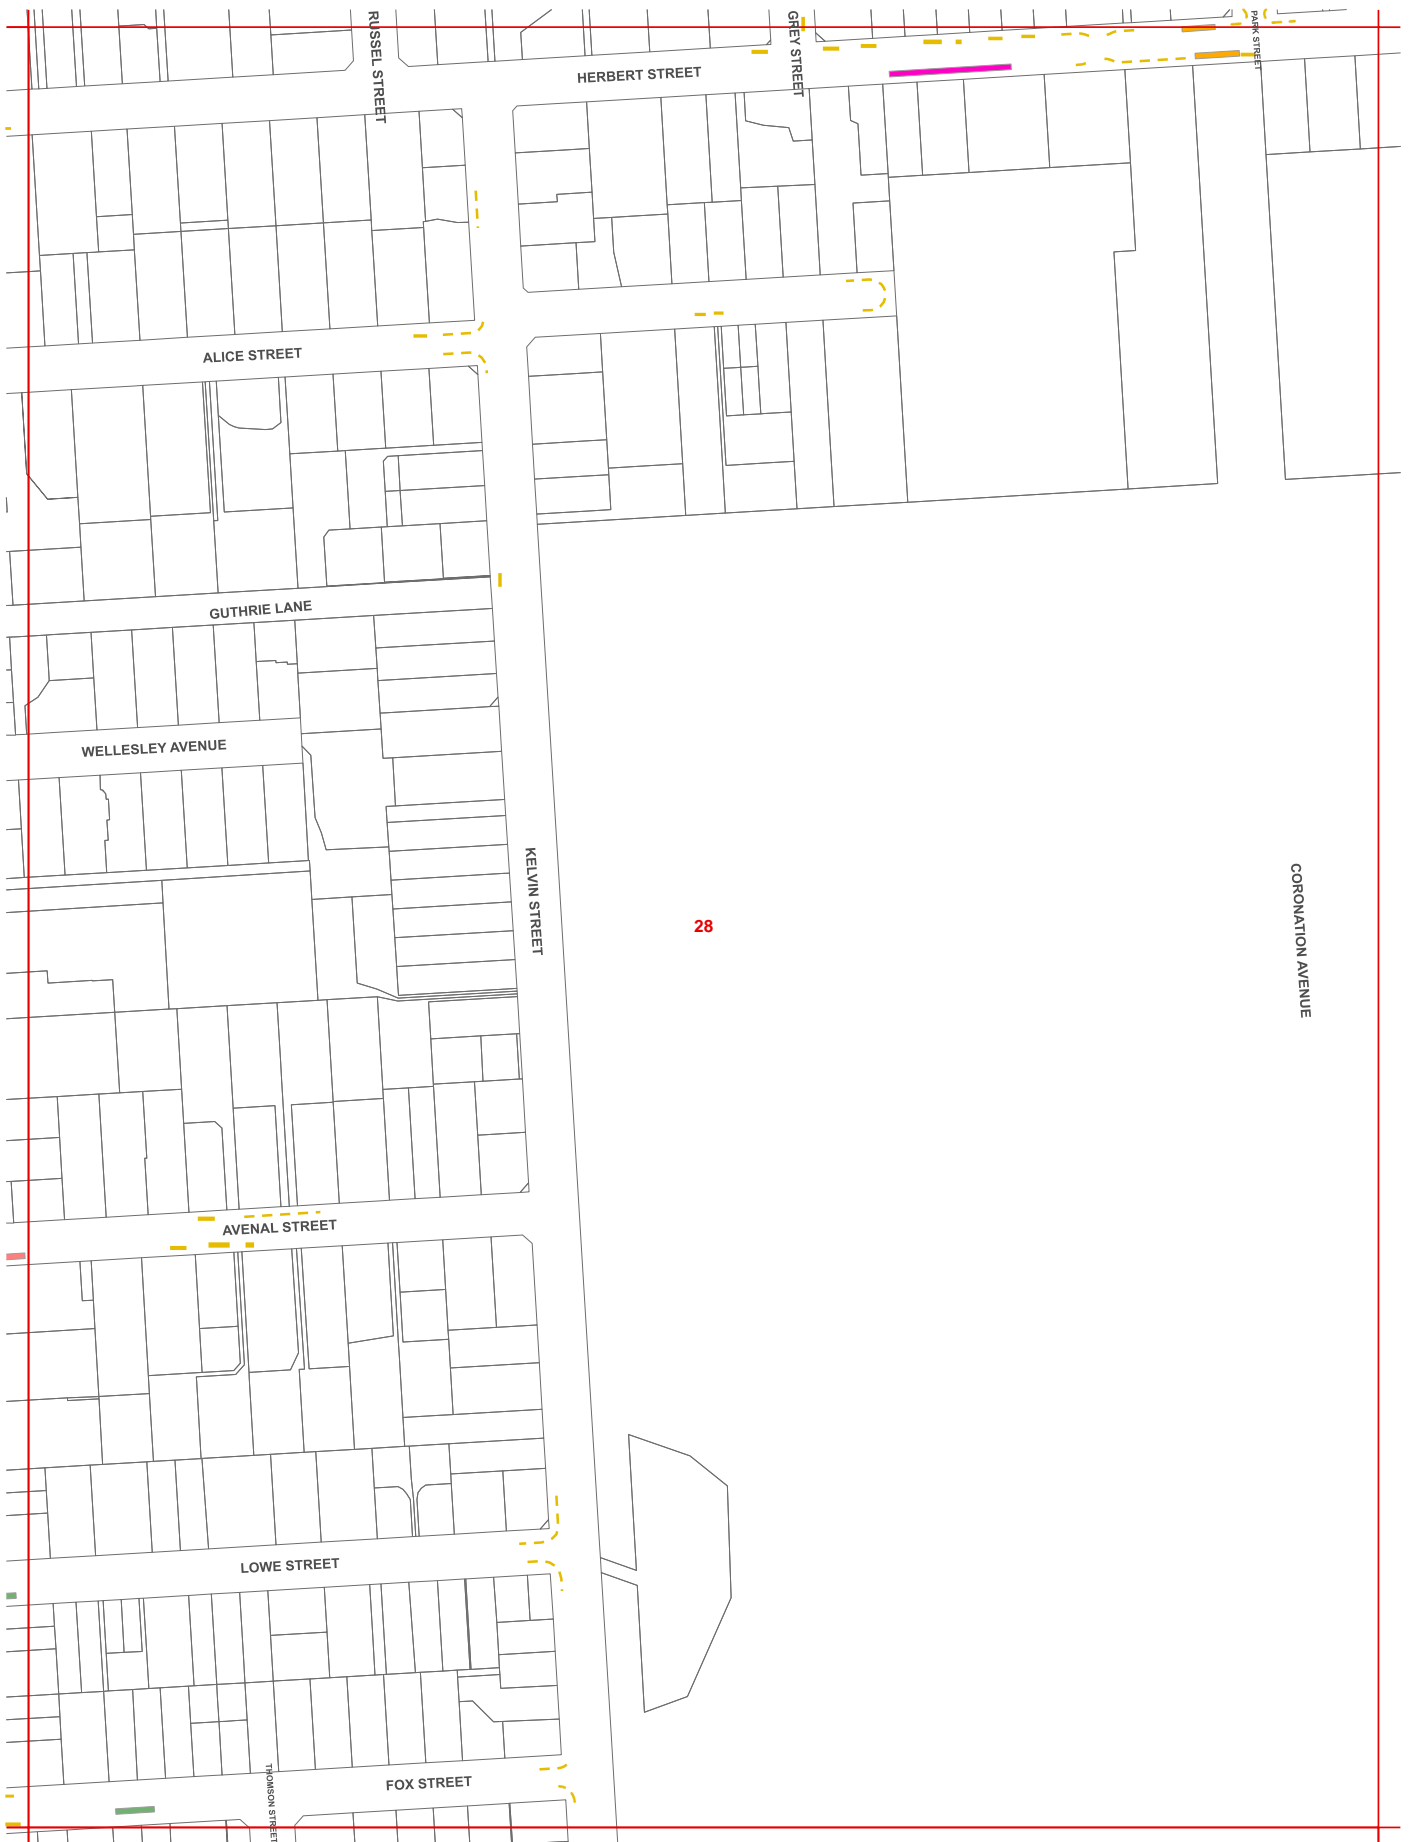 RUSSEL STREET
GREY STREET
PARK STREET
HERBERT STREET
ALICE STREET
GUTHRIE LANE
WELLESLEY AVENUE
KELVIN STREET
28
CORONATION AVENUE
AVENAL STREET
LOWE STREET
FOX STREET
THOMSON STREET